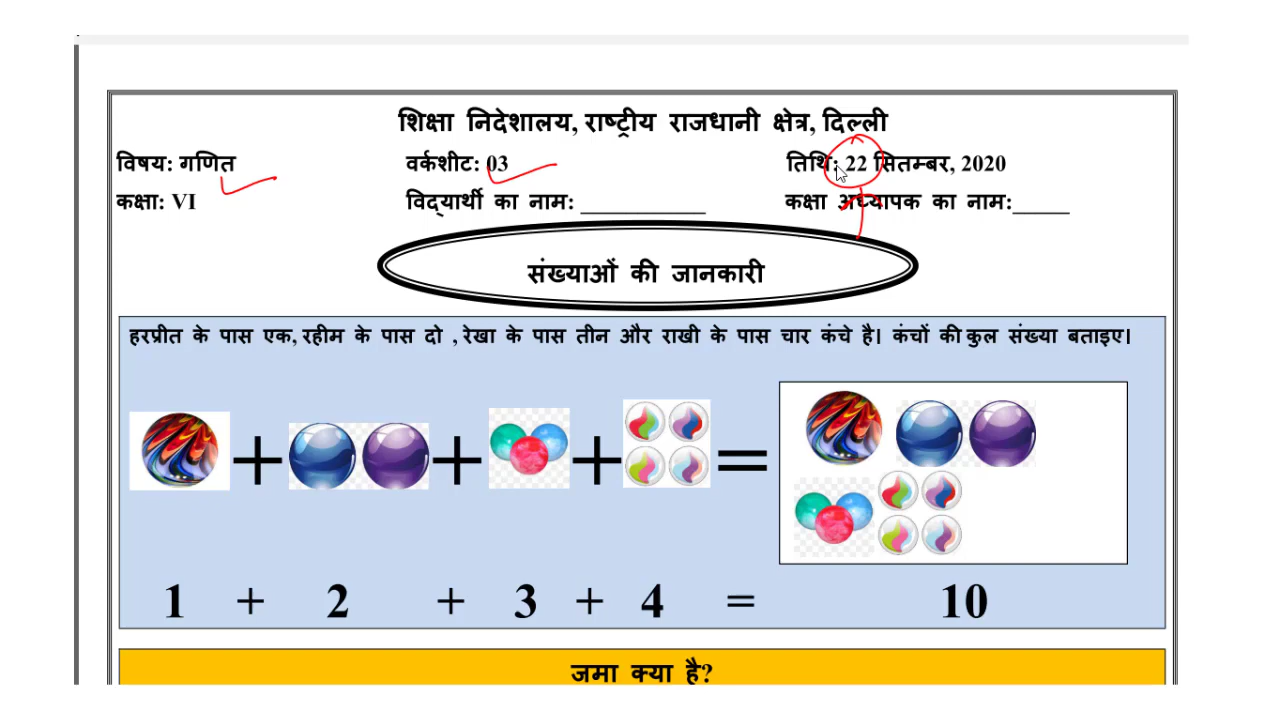 शिक्षा निदेशालय, राष्ट्रीय राजधानी क्षेत्र, दिल्ली
विषय: गणित वर्कशीट: 03 तिथि: 22 सितम्बर, 2020
कक्षा: VI विद्यार्थी का नाम: ____________ कक्षा अध्यापक का नाम:_____
संख्याओं की जानकारी
हरप्रीत के पास एक, रहीम के पास दो , रेखा के पास तीन और राखी के पास चार कंचे है। कंचों की कुल संख्या बताइए।
+ + + =
1 + 2 + 3 + 4 = 10
जमा क्या है?